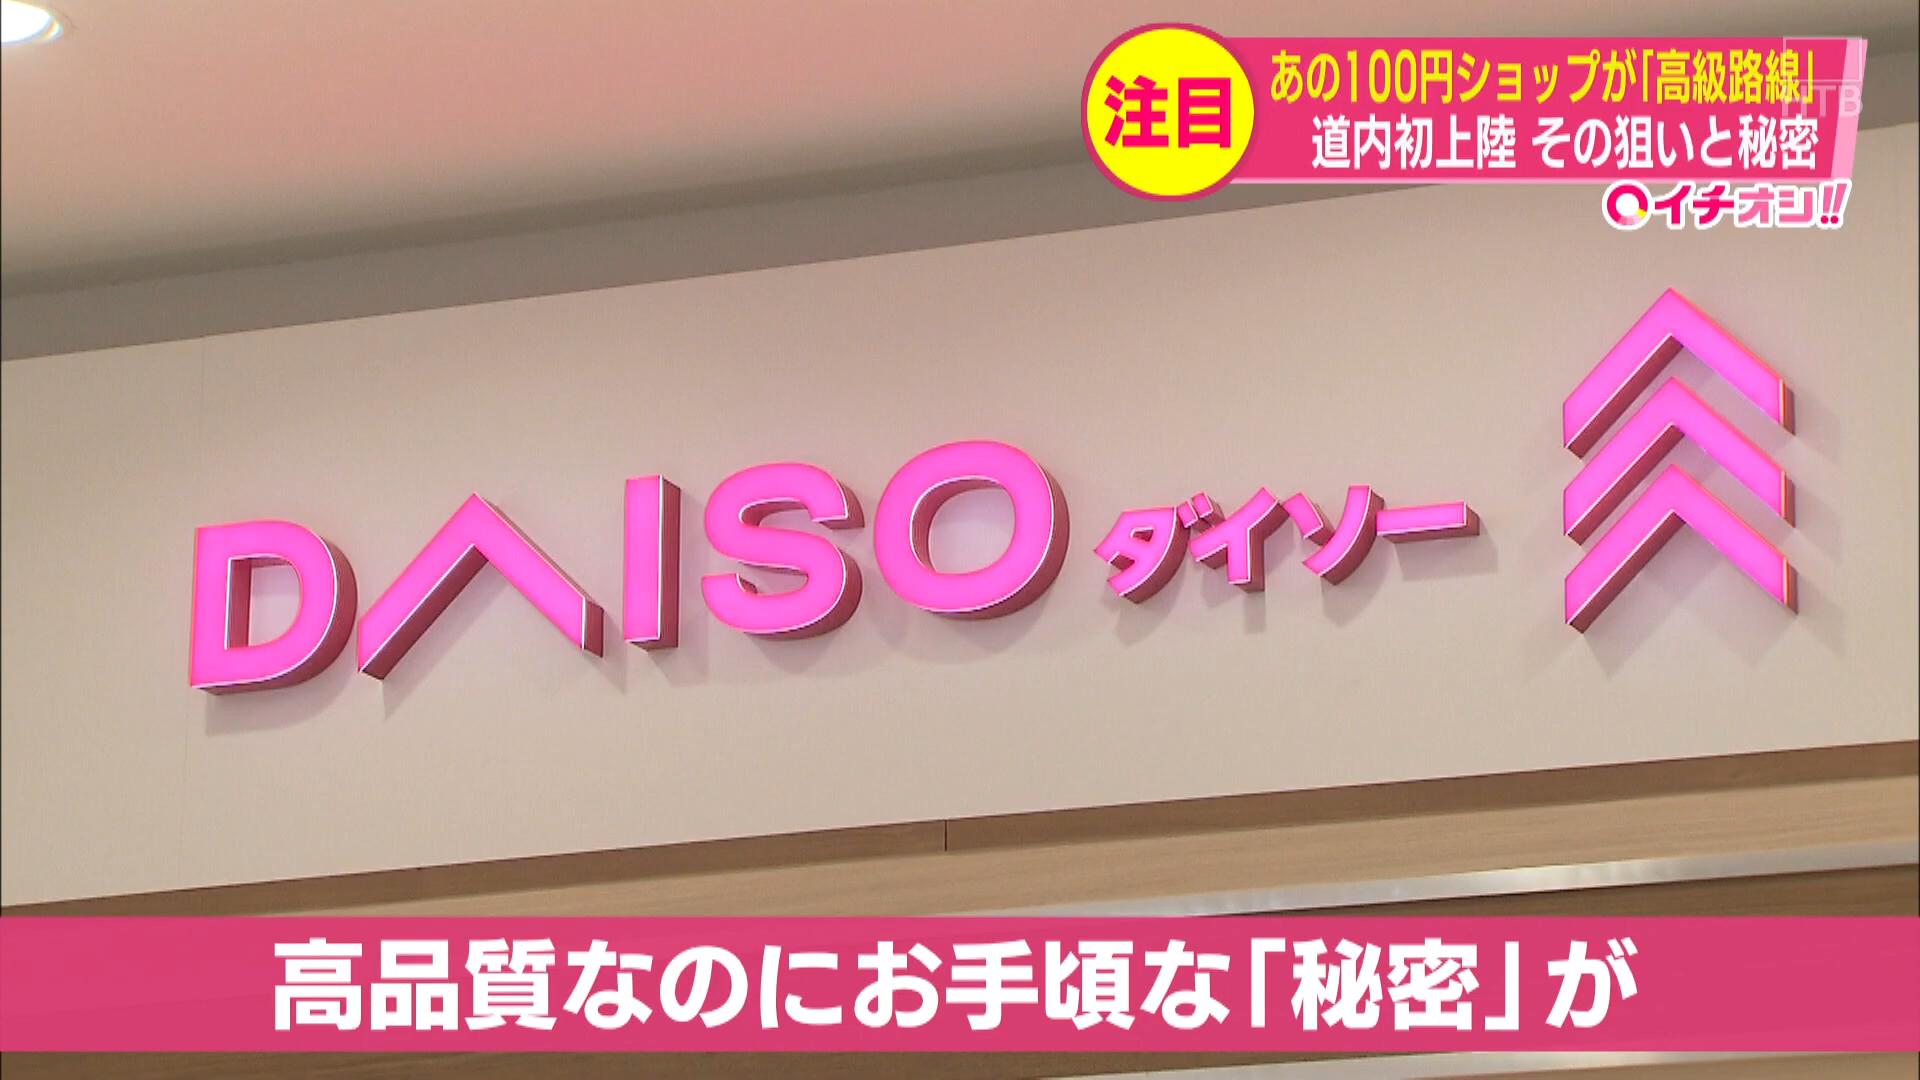 注目
あの100円ショップが「高級路線」
道内初上陸 その狙いと秘密
HTB
イチオシ!!
DAISO ダイソー
高品質なのにお手頃な「秘密」が